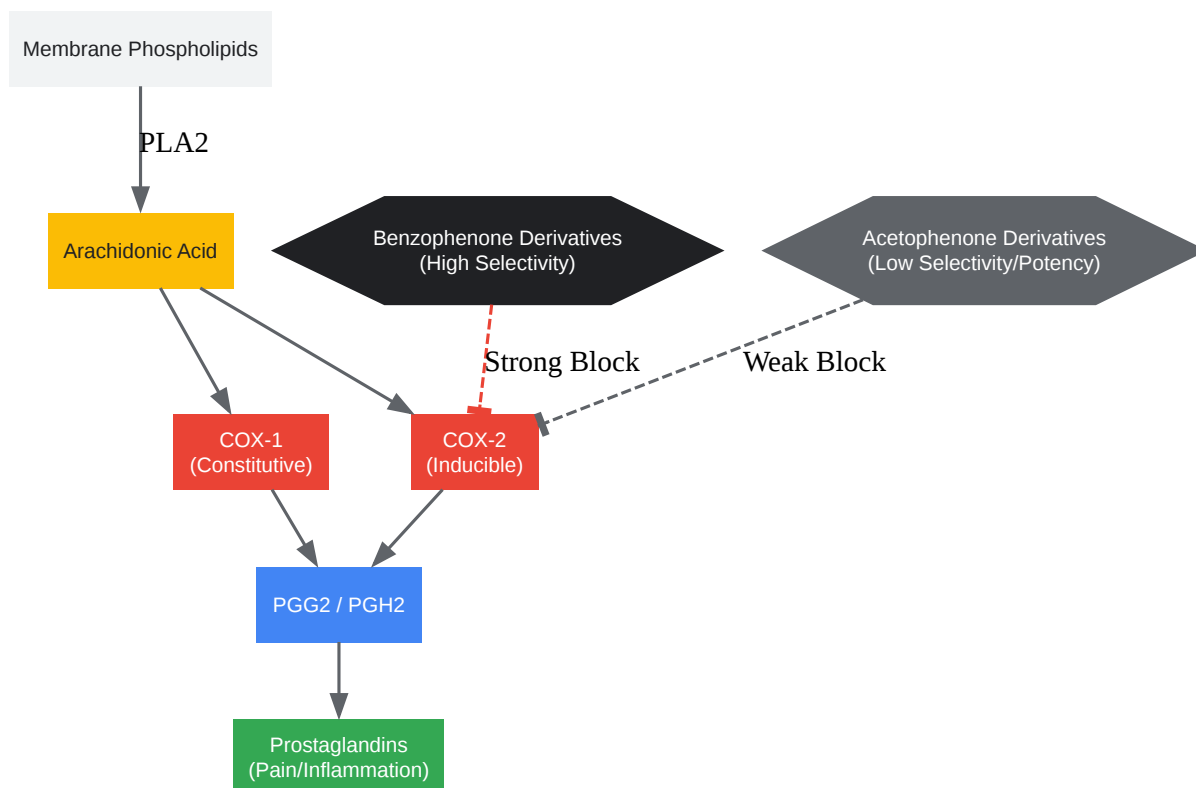 Membrane Phospholipids
PLA2
Arachidonic Acid
Benzophenone Derivatives
(High Selectivity)
Acetophenone Derivatives
(Low Selectivity/Potency)
Strong Block
Weak Block
COX-1
(Constitutive)
COX-2
(Inducible)
PGG2 / PGH2
Prostaglandins
(Pain/Inflammation)